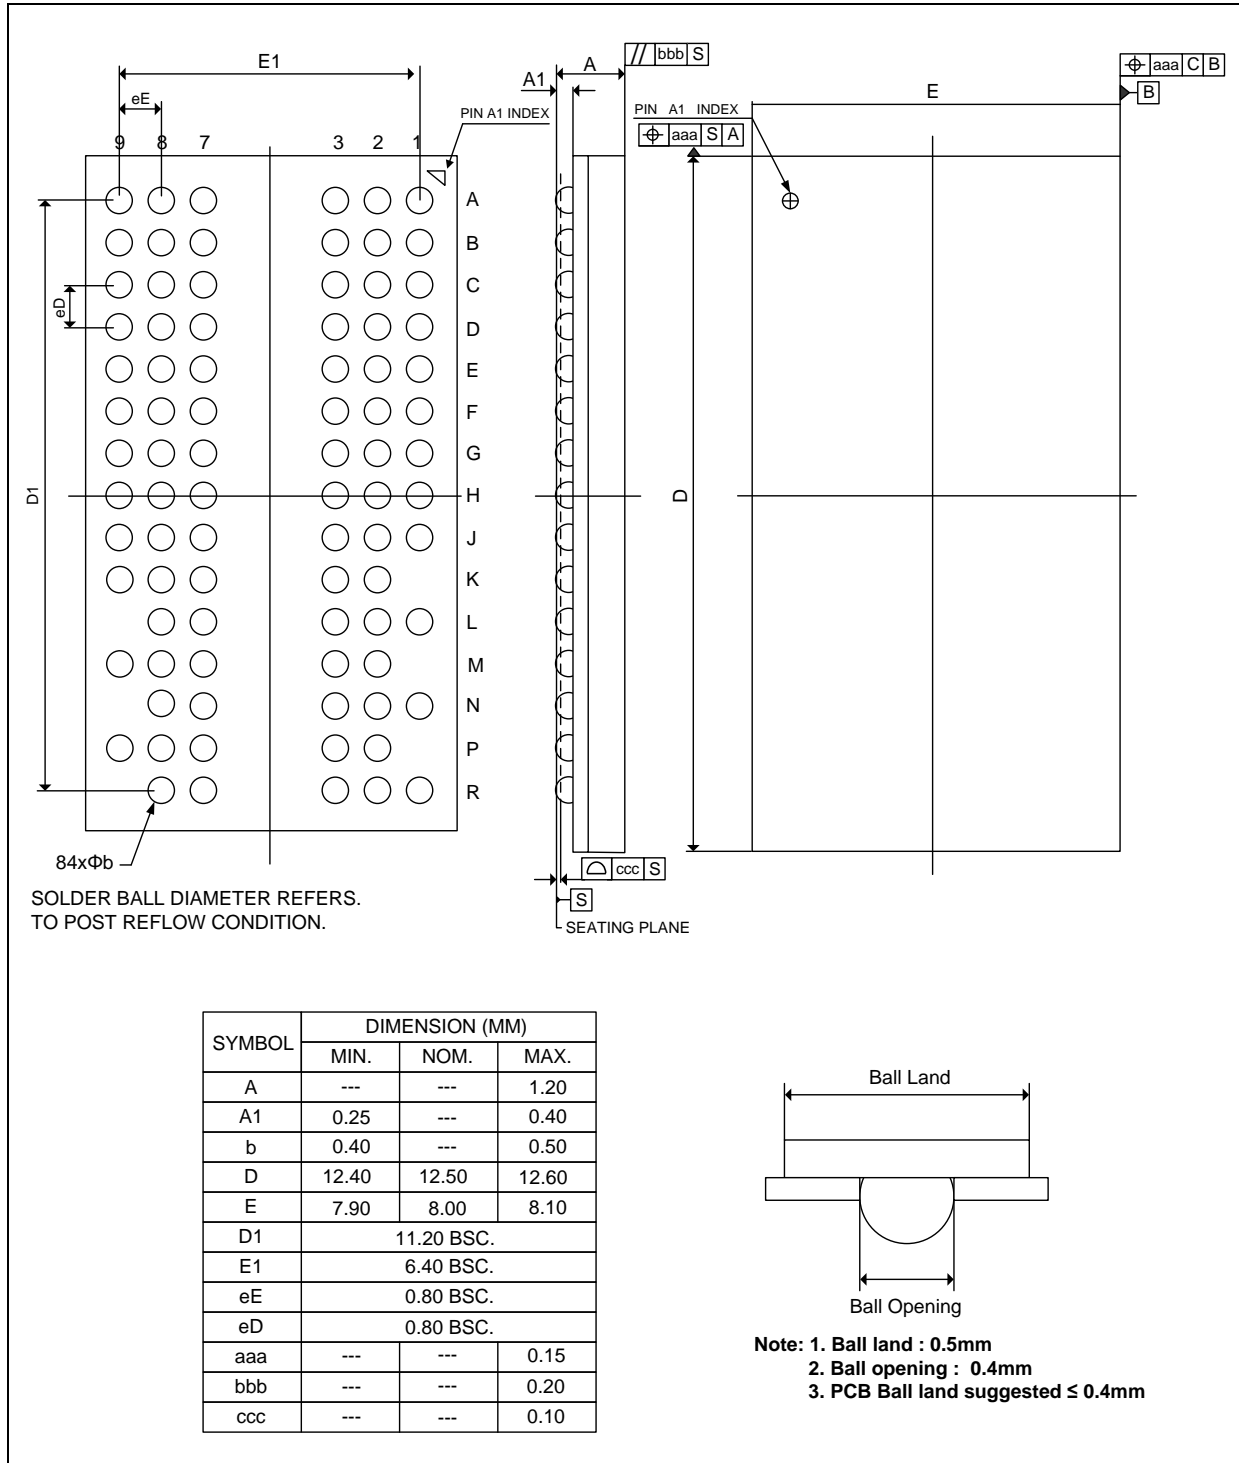 E1
A
// bbb S
⌖ aaa C B
A1
E
B
eE
PIN A1 INDEX
PIN A1 INDEX
⌖ aaa S A
9 8 7 3 2 1
A
B
C
eD
D
E
F
G
D1
H
D
J
K
L
M
N
P
R
84xΦb
⌓ ccc S
SOLDER BALL DIAMETER REFERS.
S
TO POST REFLOW CONDITION.
SEATING PLANE
SYMBOL DIMENSION (MM)
MIN. NOM. MAX.
A --- --- 1.20
A1 0.25 --- 0.40
b 0.40 --- 0.50
D 12.40 12.50 12.60
E 7.90 8.00 8.10
D1 11.20 BSC.
E1 6.40 BSC.
eE 0.80 BSC.
eD 0.80 BSC.
aaa --- --- 0.15
bbb --- --- 0.20
ccc --- --- 0.10
Ball Land
Ball Opening
Note: 1. Ball land : 0.5mm
2. Ball opening : 0.4mm
3. PCB Ball land suggested ≤ 0.4mm